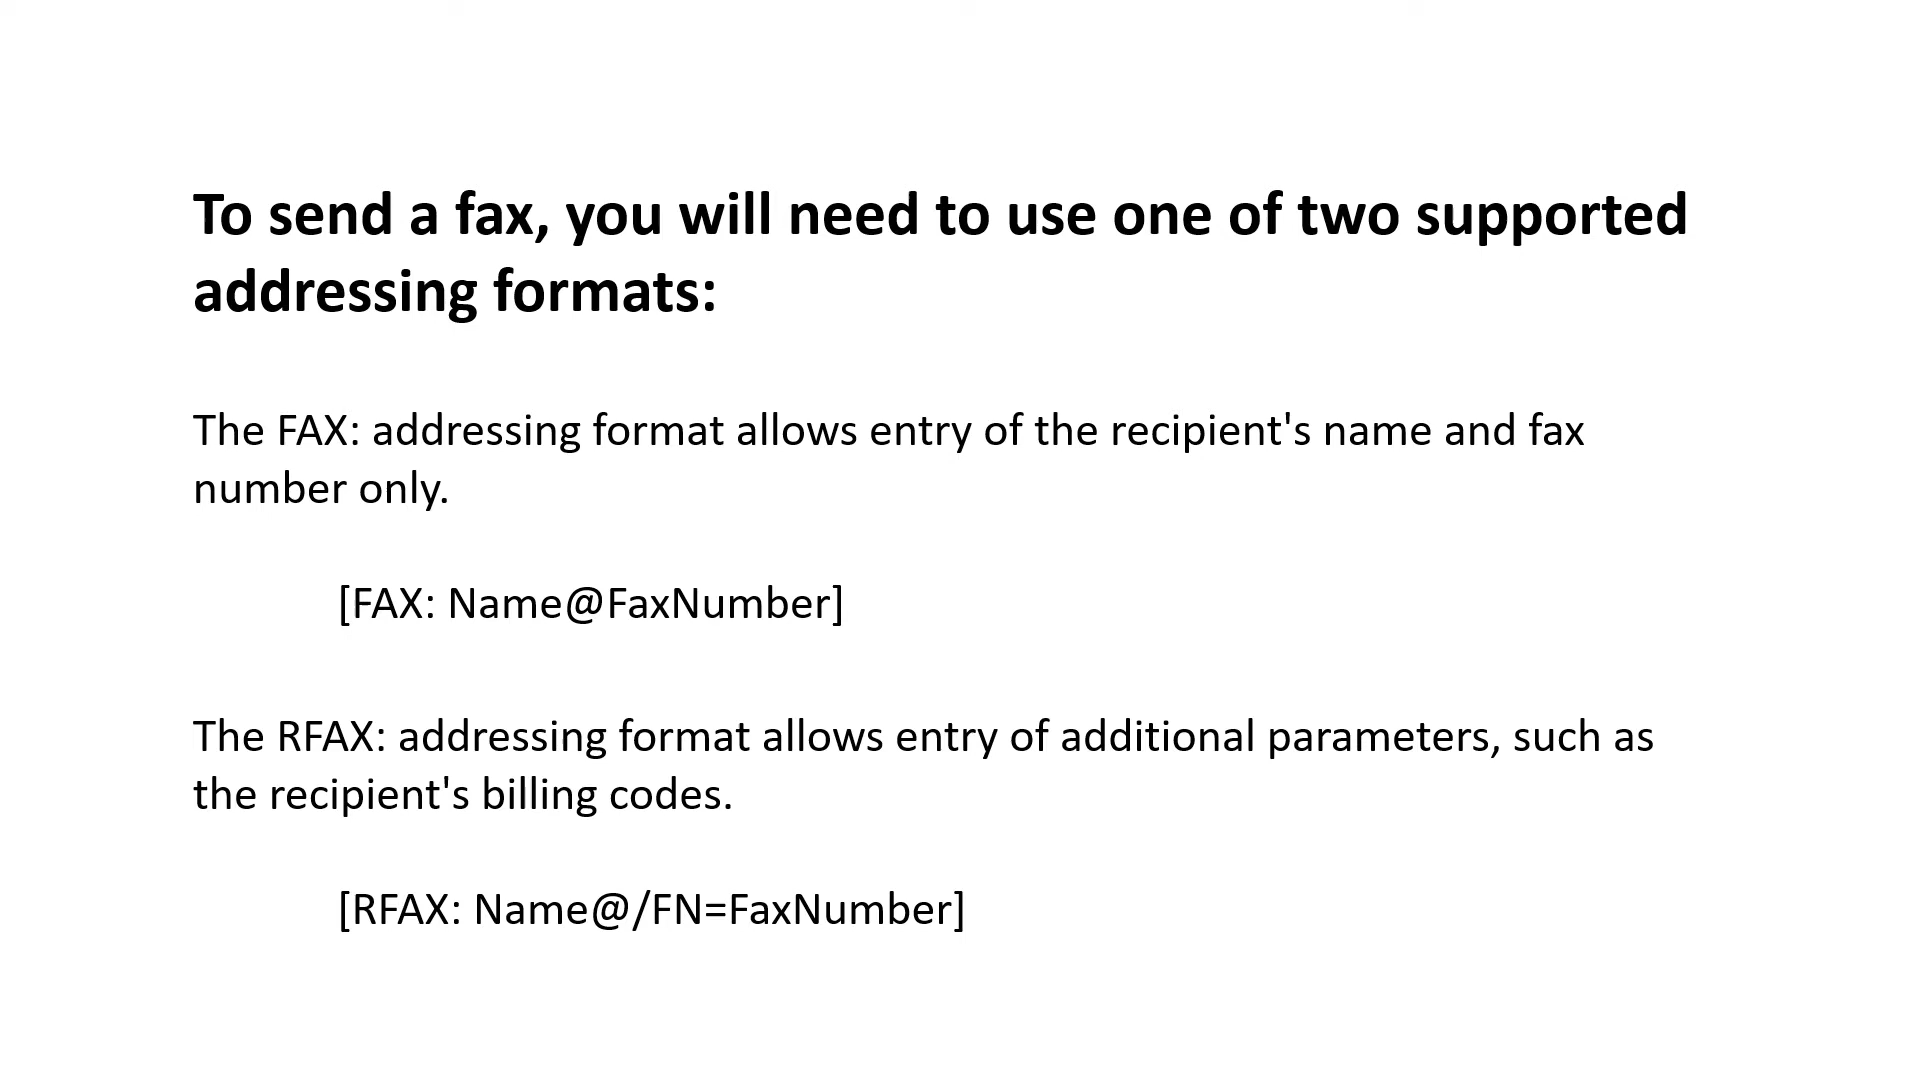 To send a fax, you will need to use one of two supported
addressing formats:
The FAX: addressing format allows entry of the recipient's name and fax
number only.
[FAX: Name@FaxNumber]
The RFAX: addressing format allows entry of additional parameters, such as
the recipient's billing codes.
[RFAX: Name@/FN=FaxNumber]